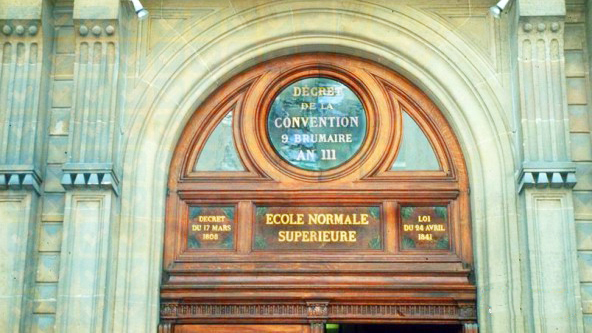 DÉCRET
DE LA
CONVENTION
9 BRUMAIRE
AN III
DECRET
DU 17 MARS
1808
ECOLE NORMALE
SUPERIEURE
LOI
DU 24 AVRIL
1841